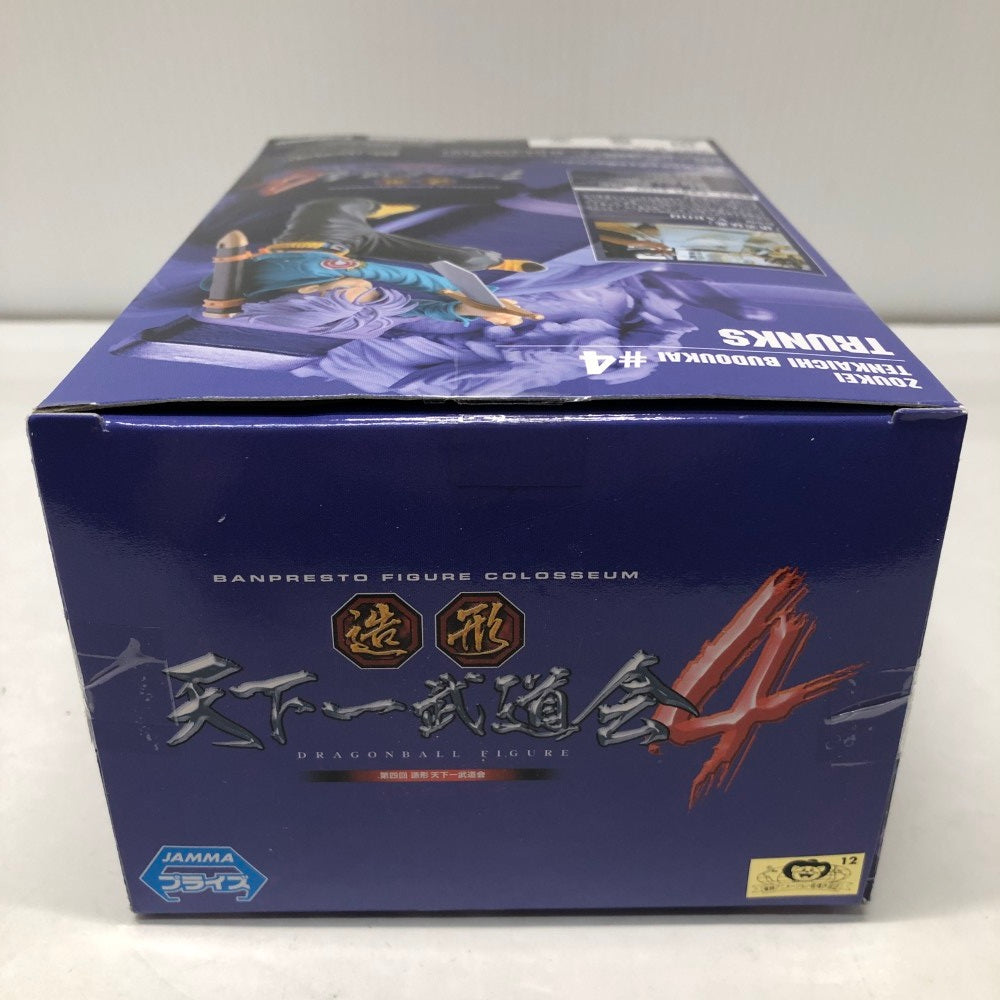 ZOUKEI
TENKAICHI BUDOUKAI #4
TRUNKS
BANPRESTO FIGURE COLOSSEUM
造形
天下一武道会4
DRAGONBALL FIGURE
第四回 造形 天下一武道会
JAMMA
プライズ
12